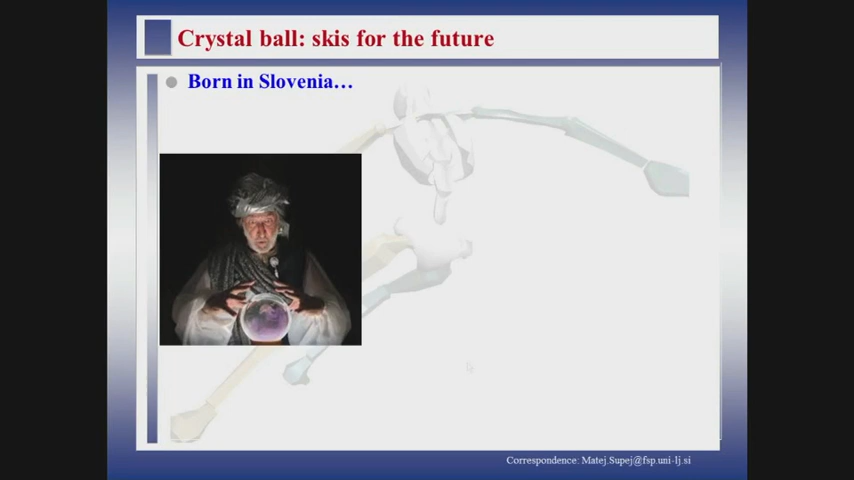 Crystal ball: skis for the future
Born in Slovenia…
Correspondence: Matej.Supej@fsp.uni-lj.si